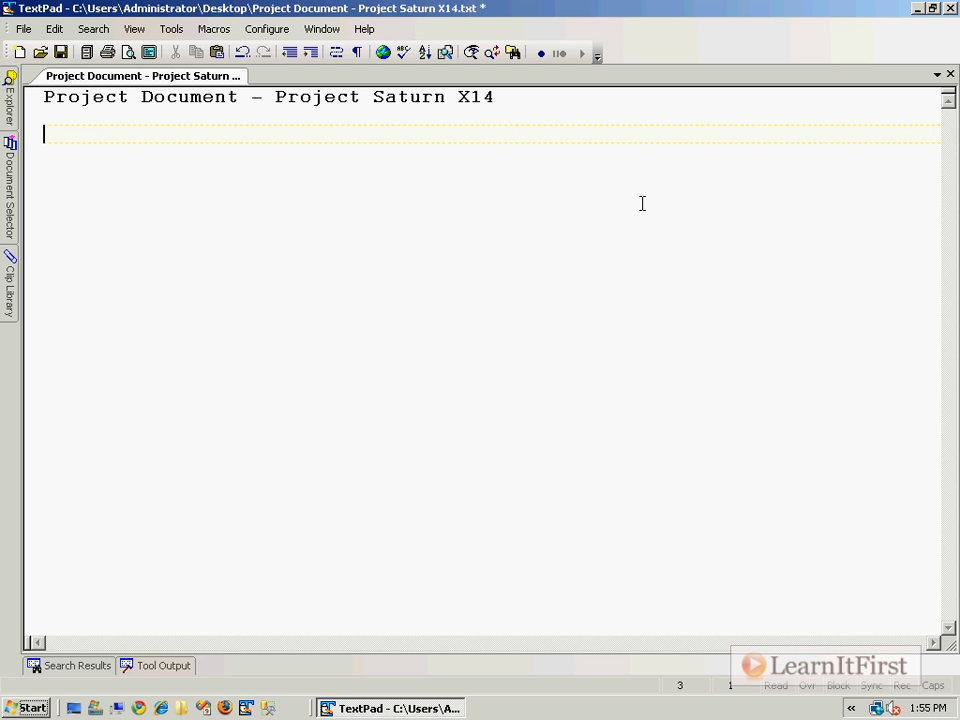 TextPad - C:\Users\Administrator\Desktop\Project Document - Project Saturn X14.txt *
File Edit Search View Tools Macros Configure Window Help
Project Document - Project Saturn ...
Project Document - Project Saturn X14
Explorer
Document Selector
Clip Library
Search Results Tool Output
LearnItFirst
3 1 Read Ovr Block Sync Rec Caps
Start TextPad - C:\Users\A... « 1:55 PM